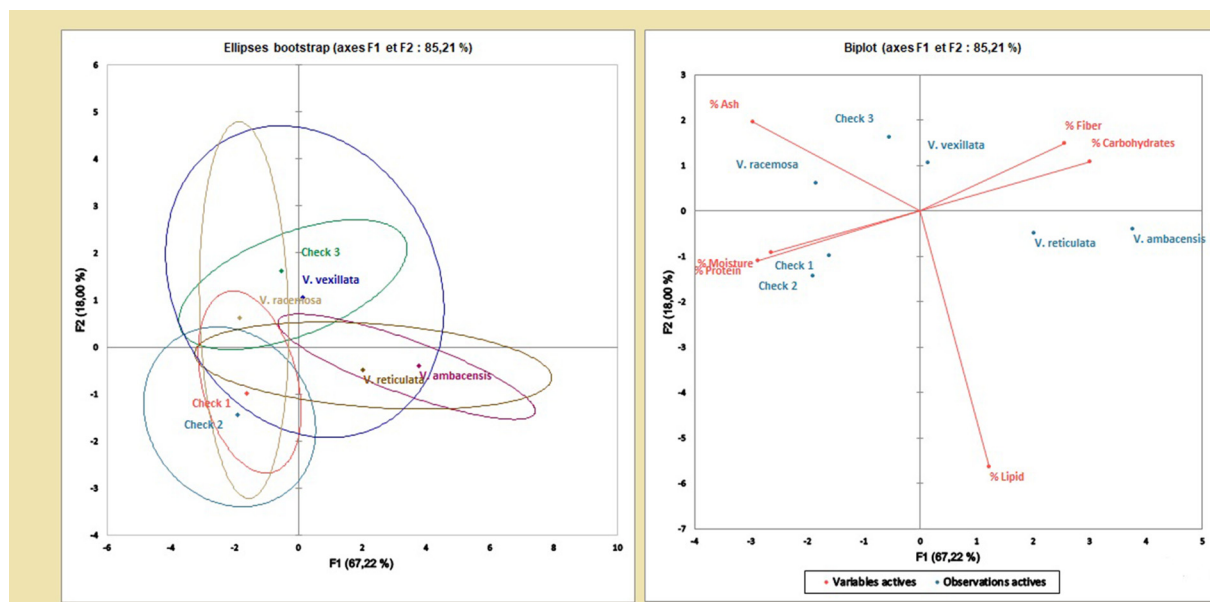 Ellipses bootstrap (axes F1 et F2 : 85,21 %)
6
5
4
3
2
1
0
-1
-2
-3
-4
F2 (18,00 %)
Check 3
V. vexillata
V. racemosa
V. reticulata
V. ambacensis
Check 1
Check 2
-6
-4
-2
0
2
4
6
8
10
F1 (67,22 %)
Biplot (axes F1 et F2 : 85,21 %)
3
2
1
0
-1
-2
-3
-4
-5
-6
-7
F2 (18,00 %)
% Ash
Check 3
% Fiber
% Carbohydrates
V. vexillata
V. racemosa
V. reticulata
V. ambacensis
% Moisture
% Protein
Check 1
Check 2
% Lipid
-4
-3
-2
-1
0
1
2
3
4
5
F1 (67,22 %)
Variables actives
Observations actives